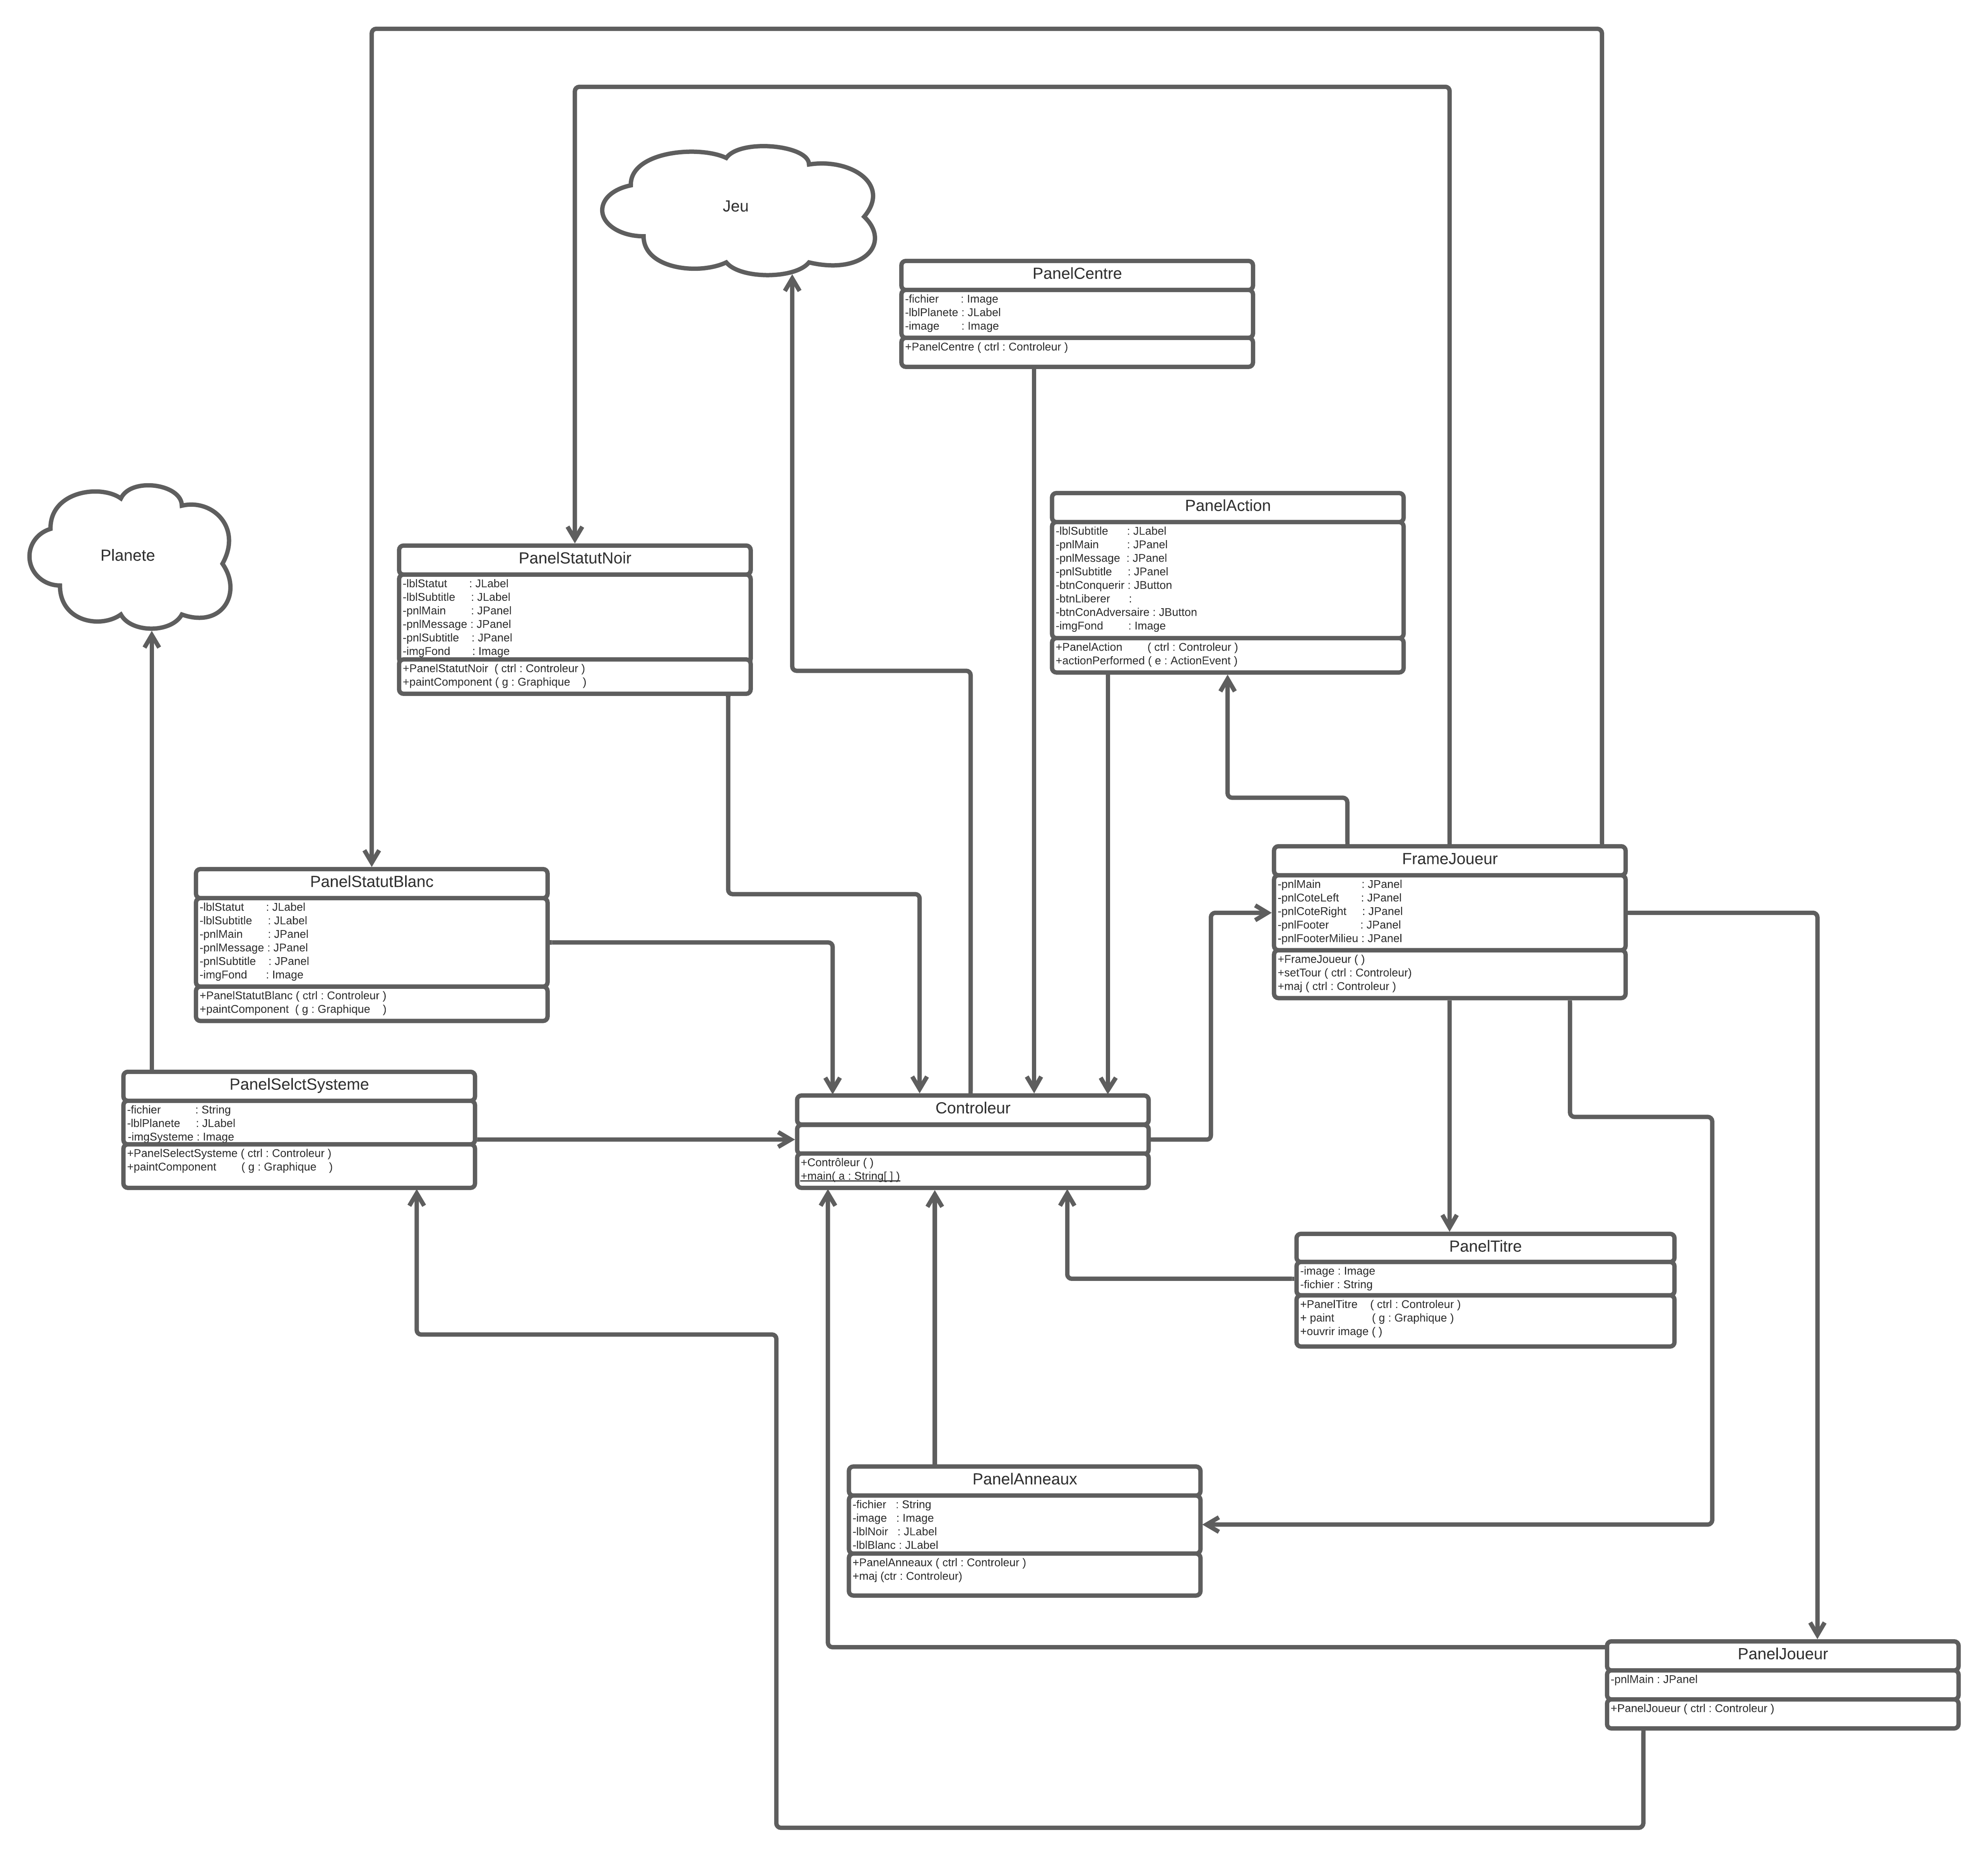 Jeu
PanelCentre
-fichier : Image
-lblPlanete : JLabel
-image : Image
+PanelCentre ( ctrl : Controleur )
Planete
PanelStatutNoir
-lblStatut : JLabel
-lblSubtitle : JLabel
-pnlMain : JPanel
-pnlMessage : JPanel
-pnlSubtitle : JPanel
-imgFond : Image
+PanelStatutNoir ( ctrl : Controleur )
+paintComponent ( g : Graphique )
PanelAction
-lblSubtitle : JLabel
-pnlMain : JPanel
-pnlMessage : JPanel
-pnlSubtitle : JPanel
-btnConquerir : JButton
-btnLiberer :
-btnConAdversaire : JButton
-imgFond : Image
+PanelAction ( ctrl : Controleur )
+actionPerformed ( e : ActionEvent )
PanelStatutBlanc
-lblStatut : JLabel
-lblSubtitle : JLabel
-pnlMain : JPanel
-pnlMessage : JPanel
-pnlSubtitle : JPanel
-imgFond : Image
+PanelStatutBlanc ( ctrl : Controleur )
+paintComponent ( g : Graphique )
FrameJoueur
-pnlMain : JPanel
-pnlCoteLeft : JPanel
-pnlCoteRight : JPanel
-pnlFooter : JPanel
-pnlFooterMilieu : JPanel
+FrameJoueur ( )
+setTour ( ctrl : Controleur)
+maj ( ctrl : Controleur )
PanelSelctSysteme
-fichier : String
-lblPlanete : JLabel
-imgSysteme : Image
+PanelSelectSysteme ( ctrl : Controleur )
+paintComponent ( g : Graphique )
Controleur
+Contrôleur ( )
+main( a : String[ ] )
PanelTitre
-image : Image
-fichier : String
+PanelTitre ( ctrl : Controleur )
+ paint ( g : Graphique )
+ouvrir image ( )
PanelAnneaux
-fichier : String
-image : Image
-lblNoir : JLabel
-lblBlanc : JLabel
+PanelAnneaux ( ctrl : Controleur )
+maj (ctr : Controleur)
PanelJoueur
-pnlMain : JPanel
+PanelJoueur ( ctrl : Controleur )